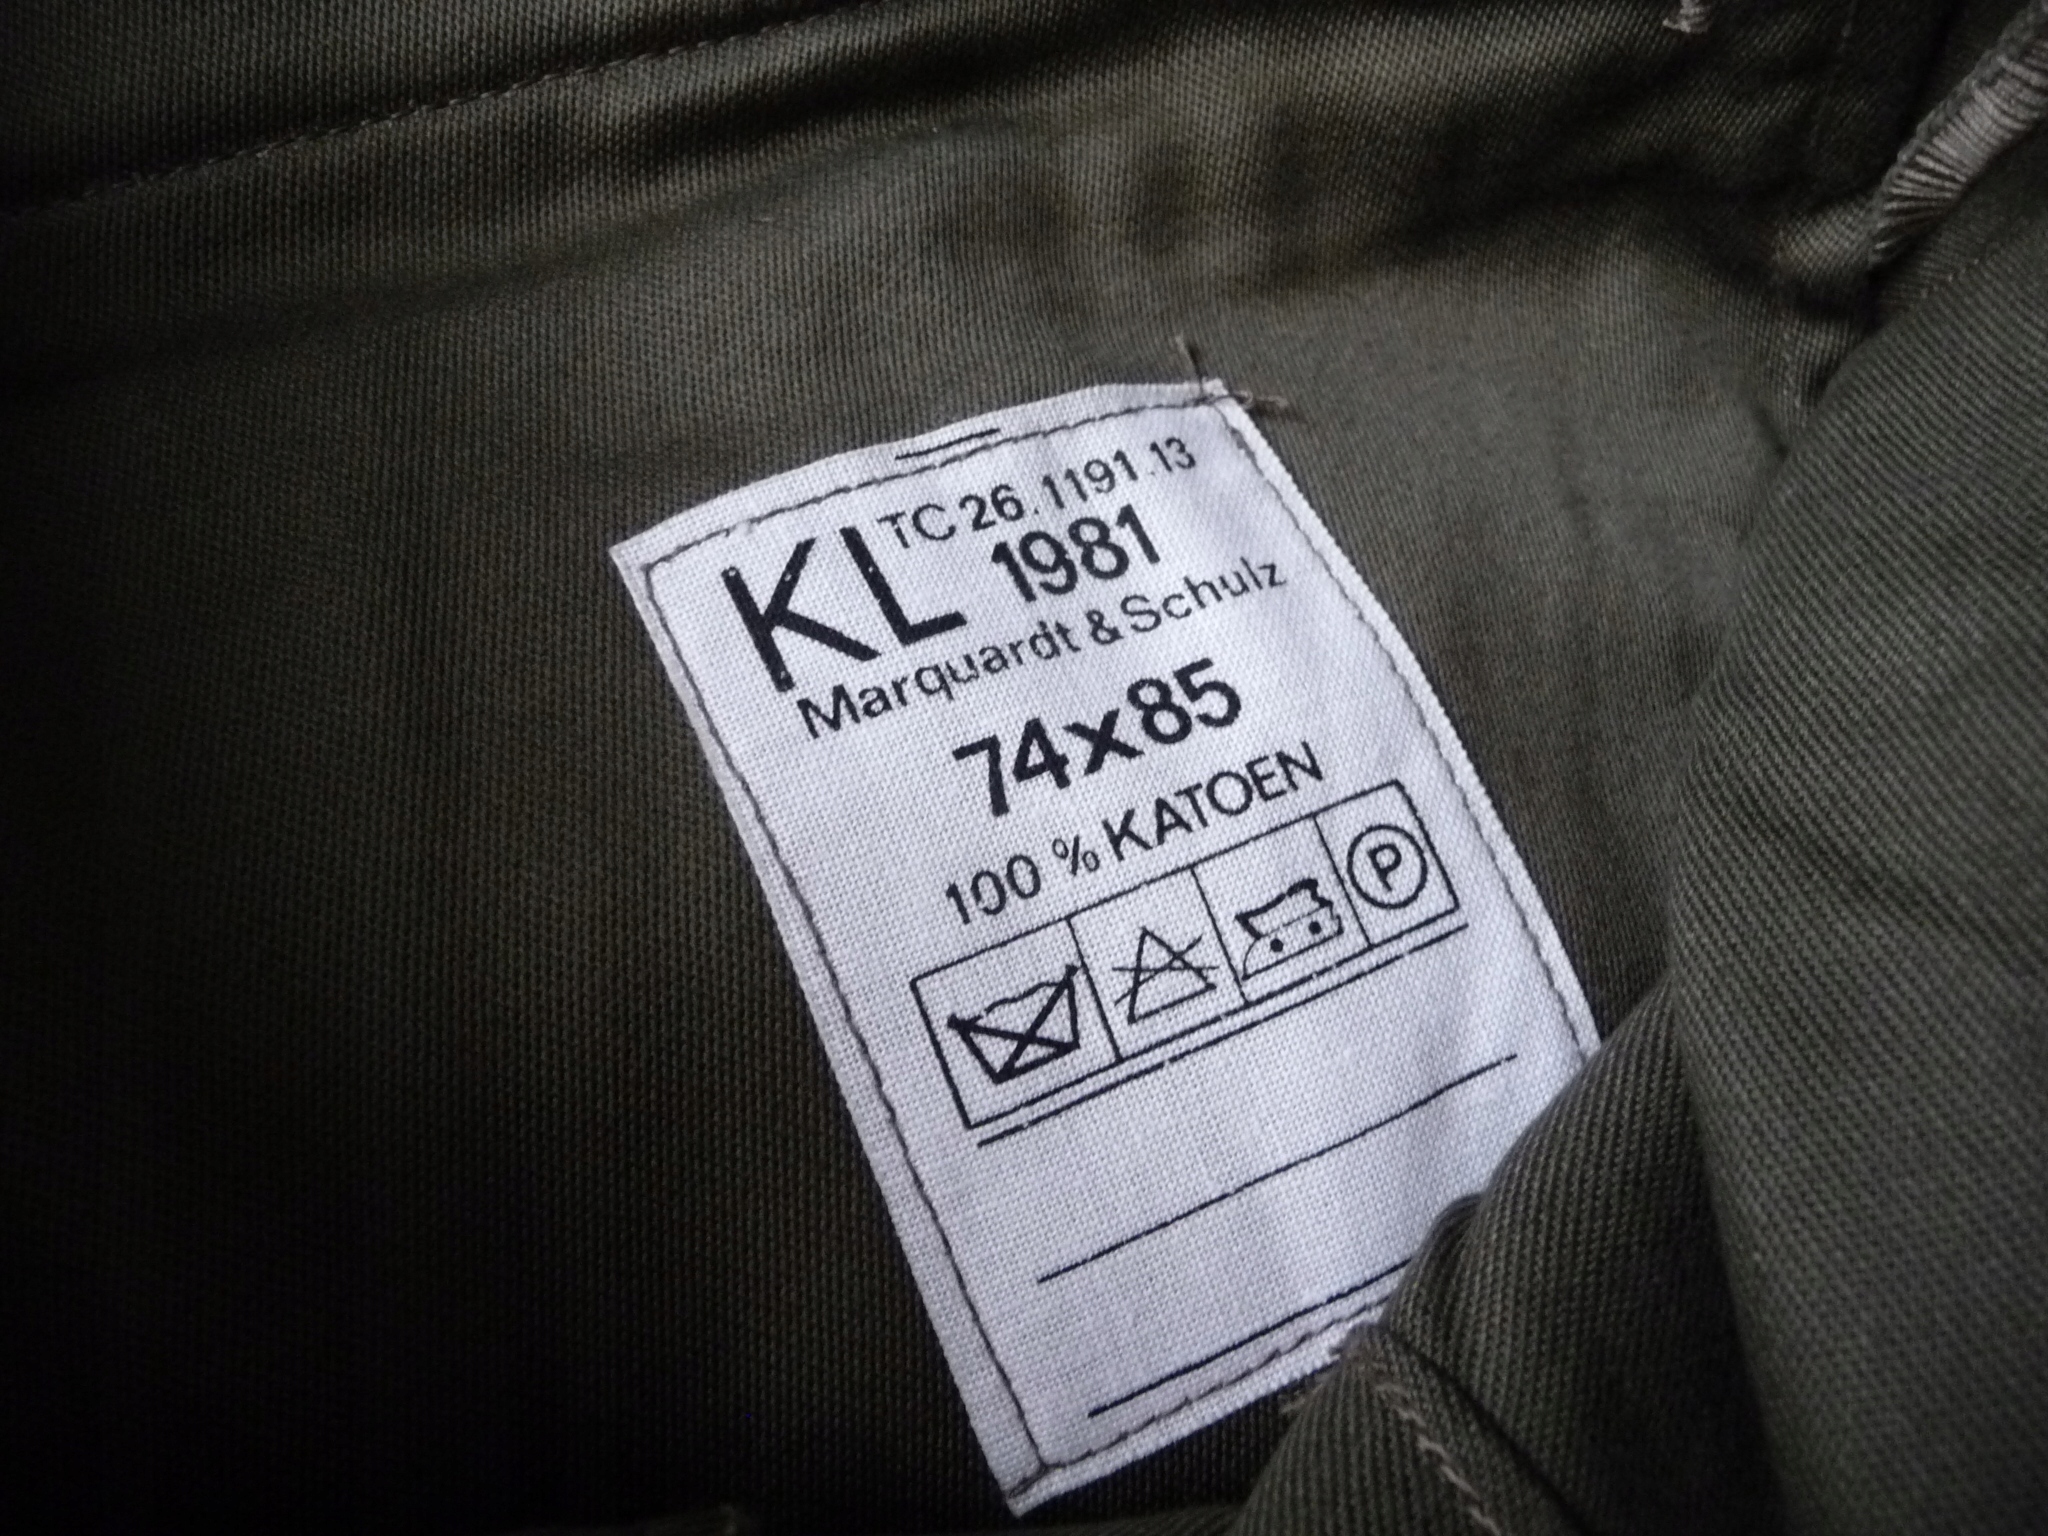 TC 26.1191.13
KL 1981
Marquardt & Schulz
74x85
100 % KATOEN
P